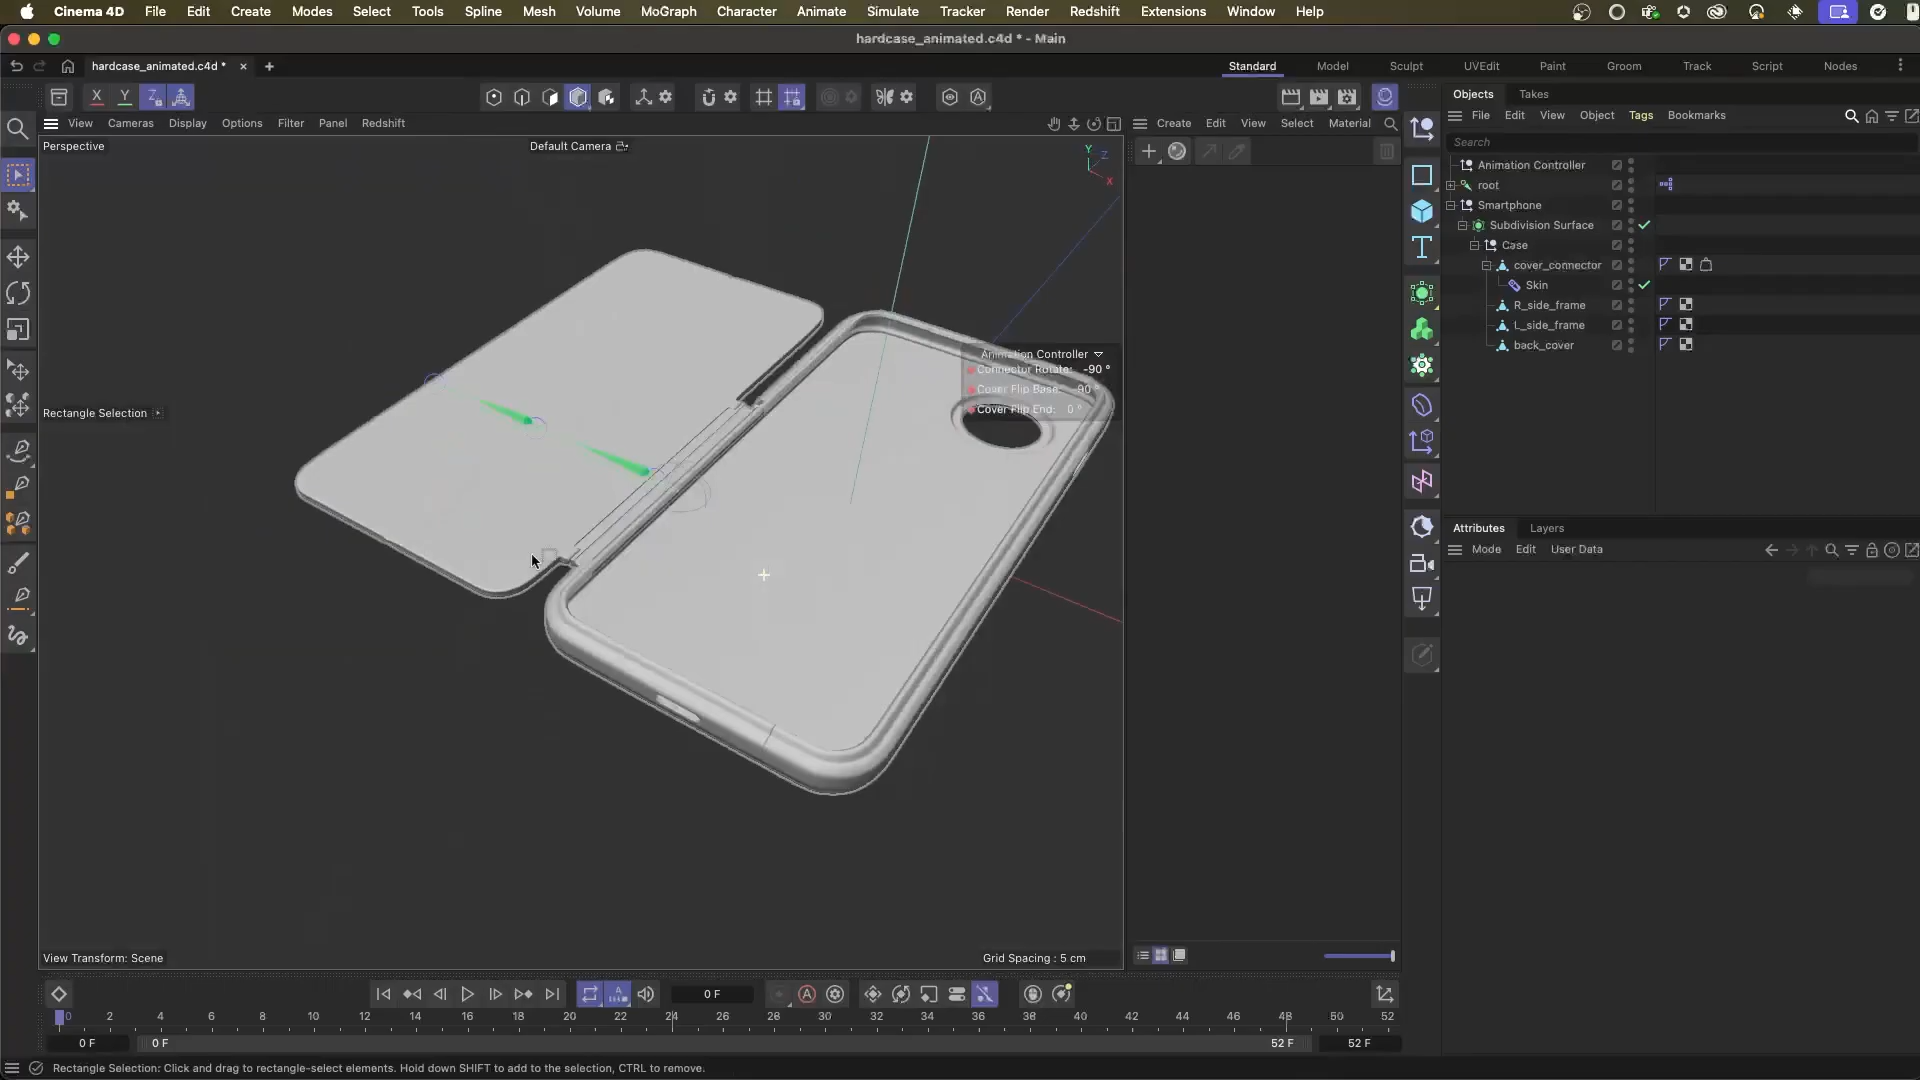 Cinema 4D File Edit Create Modes Select Tools Spline Mesh Volume MoGraph Character Animate Simulate Tracker Render Redshift Extensions Window Help
hardcase_animated.c4d * - Main
hardcase_animated.c4d *
Standard Model Sculpt UVEdit Paint Groom Track Script Nodes
X Y Z
Objects Takes
View Cameras Display Options Filter Panel Redshift
Create Edit View Select Material
File Edit View Object Tags Bookmarks
Search
Perspective
Default Camera
Y
Z
X
Animation Controller
root
Smartphone
Subdivision Surface
Case
cover_connector
Skin
R_side_frame
L_side_frame
back_cover
Animation Controller
Connector Rotate: -90 °
Cover Flip Base: -90 °
Cover Flip End: 0 °
Rectangle Selection
Attributes Layers
Mode Edit User Data
View Transform: Scene
Grid Spacing : 5 cm
0 F
0 2 4 6 8 10 12 14 16 18 20 22 24 26 28 30 32 34 36 38 40 42 44 46 48 50 52
0 F 0 F 52 F 52 F
Rectangle Selection: Click and drag to rectangle-select elements. Hold down SHIFT to add to the selection, CTRL to remove.